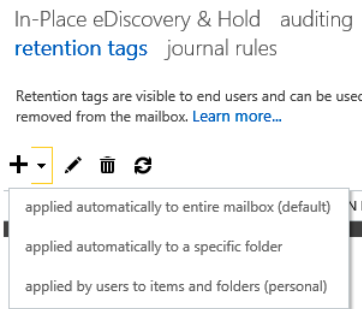 In-Place eDiscovery & Hold auditing
retention tags journal rules
Retention tags are visible to end users and can be used
removed from the mailbox. Learn more...
applied automatically to entire mailbox (default)
applied automatically to a specific folder
applied by users to items and folders (personal)